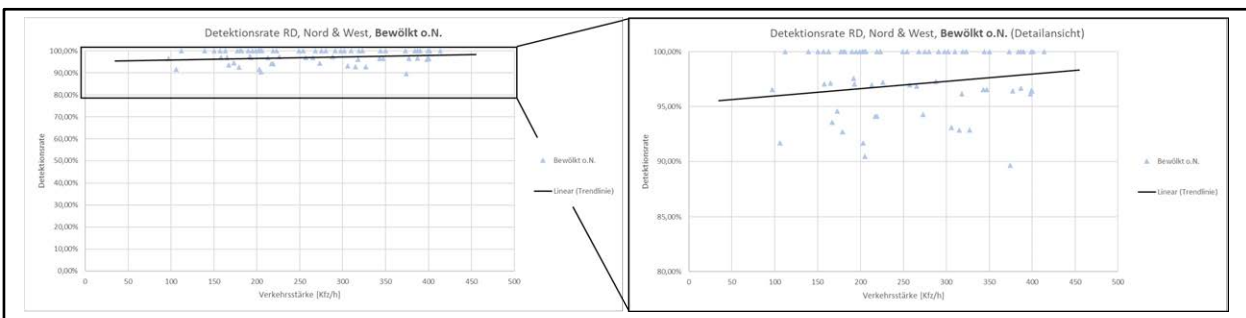 Detektionsrate RD, Nord & West, Bewölkt o.N.
100,00%
90,00%
80,00%
70,00%
60,00%
50,00%
40,00%
30,00%
20,00%
10,00%
0,00%
Detektionsrate
0 50 100 150 200 250 300 350 400 450 500
Verkehrsstärke [Kfz/h]
Bewölkt o.N.
Linear (Trendlinie)
Detektionsrate RD, Nord & West, Bewölkt o.N. (Detailansicht)
100,00%
95,00%
90,00%
85,00%
80,00%
Detektionsrate
0 50 100 150 200 250 300 350 400 450 500
Verkehrsstärke [Kfz/h]
Bewölkt o.N.
Linear (Trendlinie)